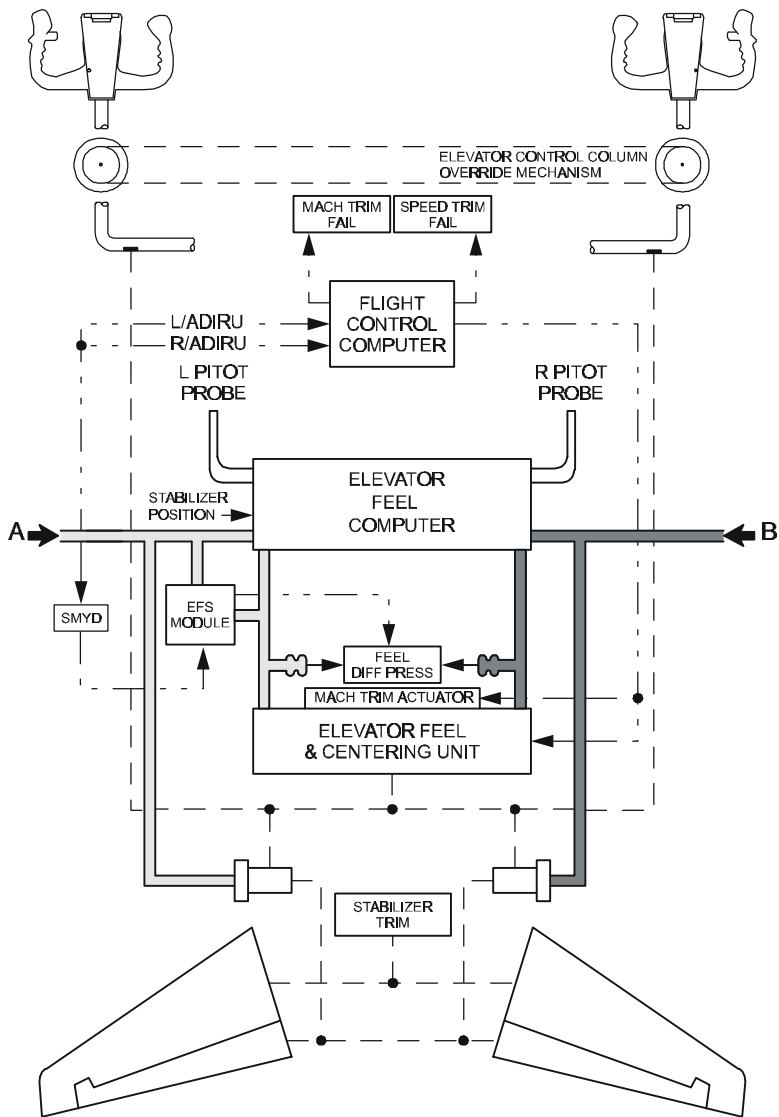 ELEVATOR CONTROL COLUMN
OVERRIDE MECHANISM
MACH TRIM
FAIL
SPEED TRIM
FAIL
FLIGHT
CONTROL
COMPUTER
L/ADIRU
R/ADIRU
L PITOT
PROBE
R PITOT
PROBE
ELEVATOR
FEEL
COMPUTER
STABILIZER
POSITION
A
B
EFS
MODULE
SMYD
FEEL
DIFF PRESS
MACH TRIM ACTUATOR
ELEVATOR FEEL
& CENTERING UNIT
STABILIZER
TRIM